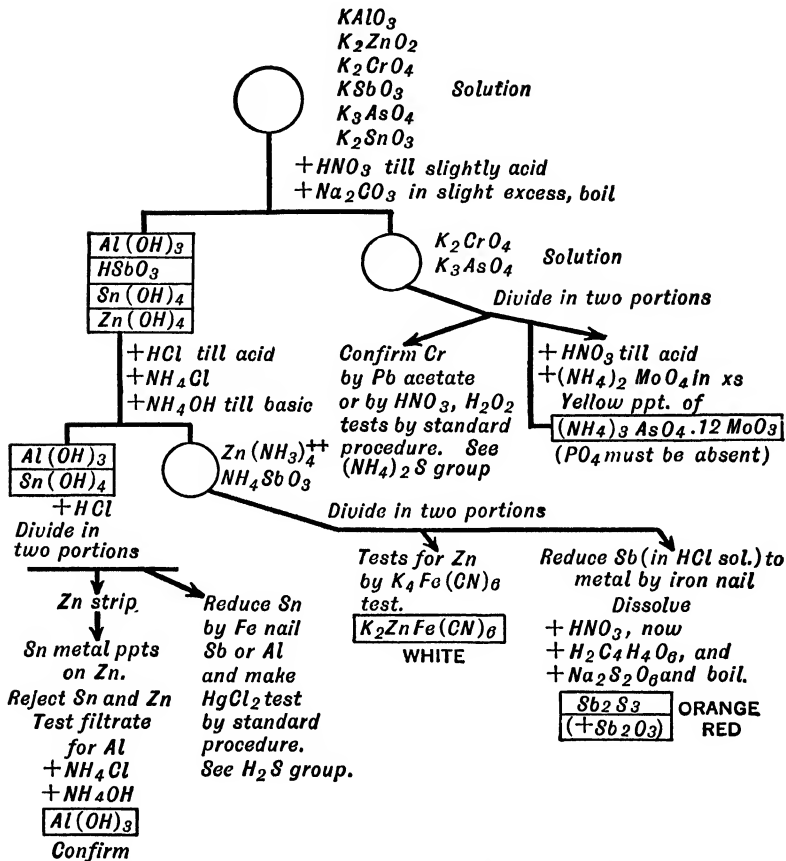 KAlO3
K2ZnO2
K2CrO4
KSbO3 Solution
K3AsO4
K2SnO3
+HNO3 till slightly acid
+Na2CO3 in slight excess, boil
Al(OH)3
HSbO3
Sn(OH)4
Zn(OH)4
K2CrO4
K3AsO4 Solution
Divide in two portions
+HCl till acid
+NH4Cl
+NH4OH till basic
Confirm Cr
by Pb acetate
or by HNO3, H2O2
tests by standard
procedure. See
(NH4)2S group
+HNO3 till acid
+(NH4)2MoO4 in xs
Yellow ppt. of
(NH4)3AsO4.12MoO3
(PO4 must be absent)
Al(OH)3
Sn(OH)4
Zn(NH3)4++
NH4SbO3
+HCl
Divide in
two portions
Divide in two portions
Zn strip
Sn metal ppts
on Zn.
Reject Sn and Zn
Test filtrate
for Al
+NH4Cl
+NH4OH
Al(OH)3
Confirm
Reduce Sn
by Fe nail
Sb or Al
and make
HgCl2 test
by standard
procedure.
See H2S group.
Tests for Zn
by K4Fe(CN)6
test.
K2ZnFe(CN)6
WHITE
Reduce Sb (in HCl sol.) to
metal by iron nail
Dissolve
+HNO3, now
+H2C4H4O6, and
+Na2S2O6 and boil.
Sb2S3
(+Sb2O3)
ORANGE
RED